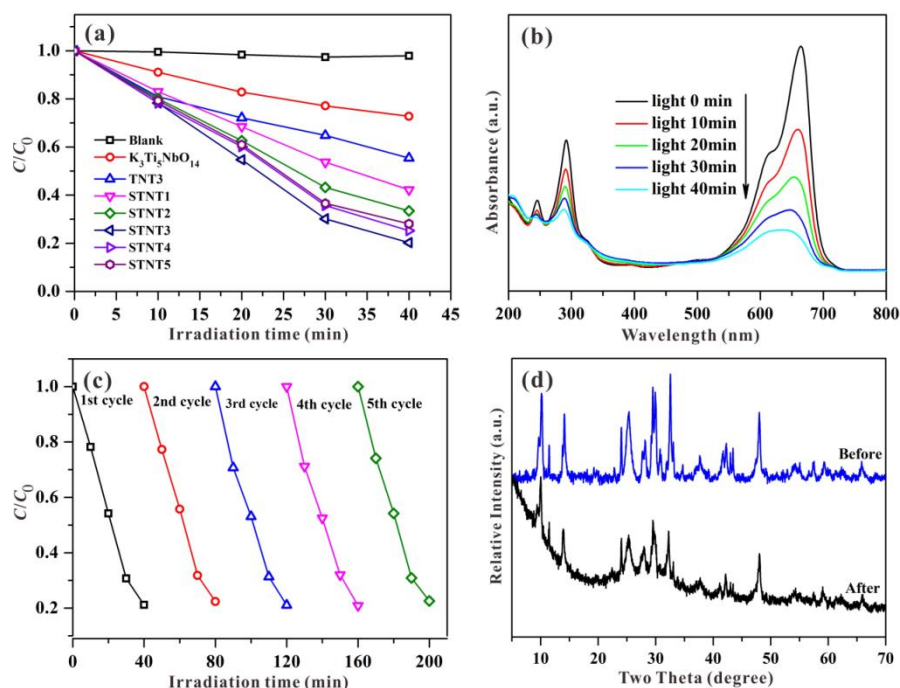 (a)
C/C0
1.0
0.8
0.6
0.4
0.2
0.0
Blank
K3Ti5NbO14
TNT3
STNT1
STNT2
STNT3
STNT4
STNT5
0 5 10 15 20 25 30 35 40 45
Irradiation time (min)
(b)
Absorbance (a.u.)
light 0 min
light 10min
light 20min
light 30min
light 40min
200 300 400 500 600 700 800
Wavelength (nm)
(c)
C/C0
1.0
0.8
0.6
0.4
0.2
1st cycle 2nd cycle 3rd cycle 4th cycle 5th cycle
0 40 80 120 160 200
Irradiation time (min)
(d)
Relative Intensity (a.u.)
Before
After
10 20 30 40 50 60 70
Two Theta (degree)